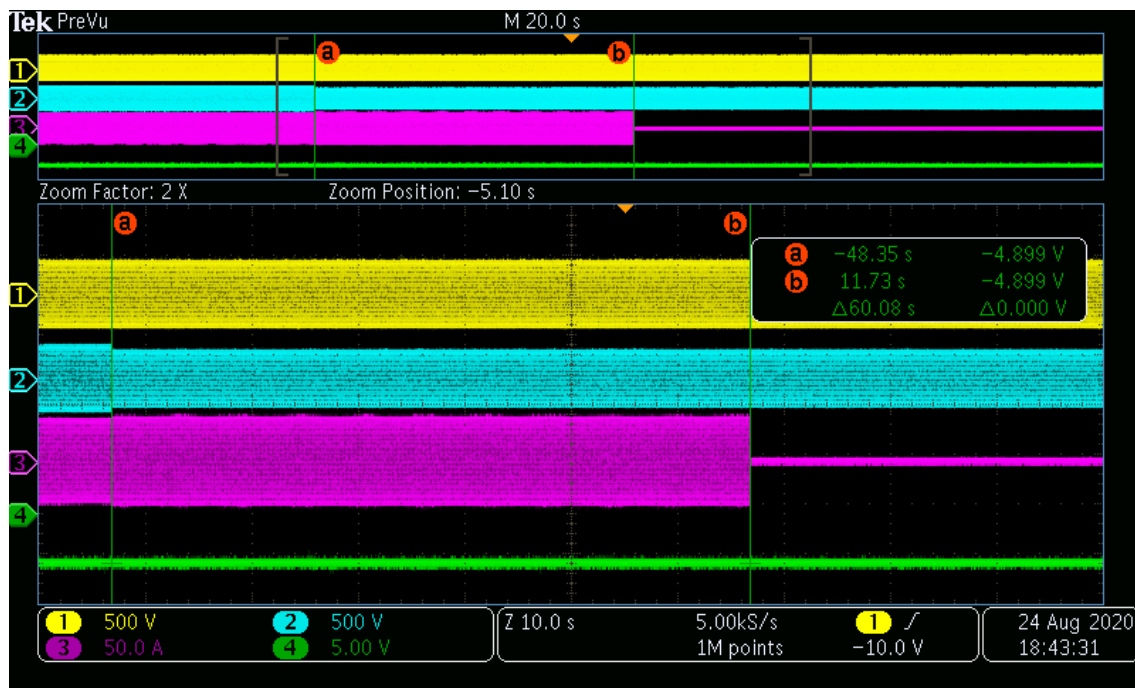 Tek PreVu M 20.0 s
a b
1
2
3
4
Zoom Factor: 2 X Zoom Position: −5.10 s
a b
a −48.35 s −4.899 V
b 11.73 s −4.899 V
Δ60.08 s Δ0.000 V
1
2
3
4
1 500 V 2 500 V Z 10.0 s 5.00kS/s 1 24 Aug 2020
3 50.0 A 4 5.00 V 1M points −10.0 V 18:43:31